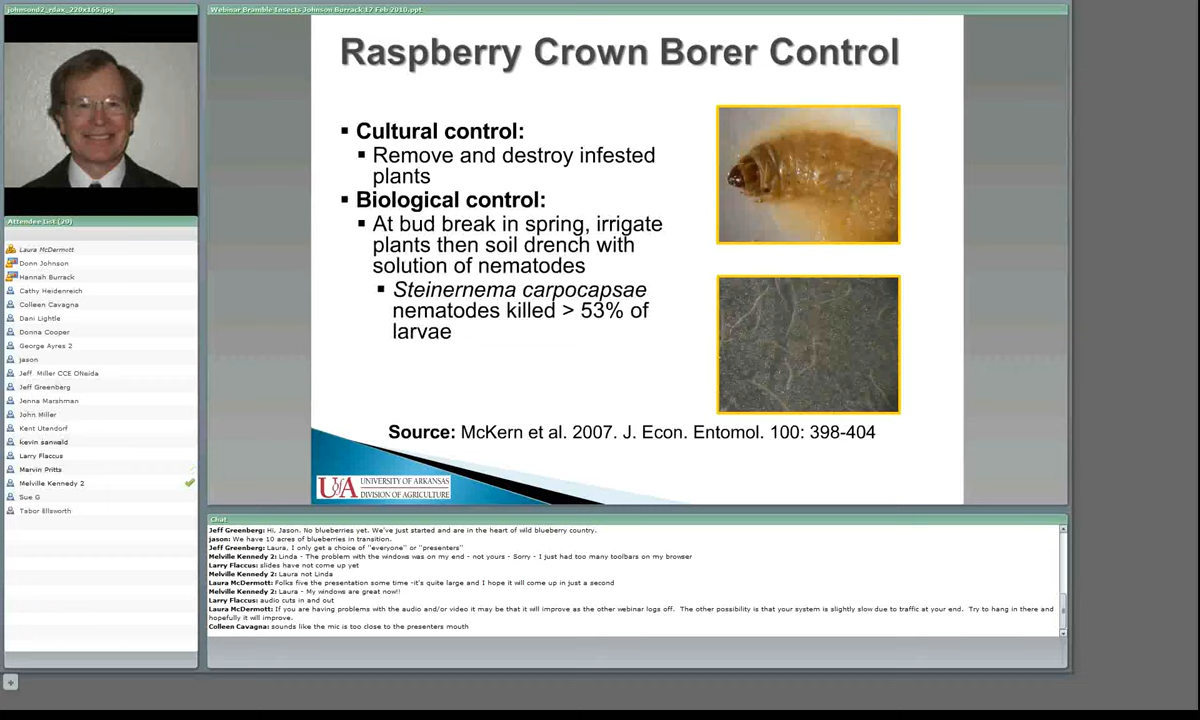 johnsond2_rdax_220x165.jpg
Webinar Bramble Insects Johnson Burrack 17 Feb 2010.ppt
Raspberry Crown Borer Control
▪ Cultural control:
▪ Remove and destroy infested
plants
▪ Biological control:
▪ At bud break in spring, irrigate
plants then soil drench with
solution of nematodes
▪ Steinernema carpocapsae
nematodes killed > 53% of
larvae
Source: McKern et al. 2007. J. Econ. Entomol. 100: 398-404
UofA UNIVERSITY OF ARKANSAS
DIVISION OF AGRICULTURE
Attendee List (20)
Laura McDermott
Donn Johnson
Hannah Burrack
Cathy Heidenreich
Colleen Cavagna
Dani Lightle
Donna Cooper
George Ayres 2
jason
Jeff Miller CCE ONeida
Jeff Greenberg
Jenna Marshman
John Miller
Kent Utendorf
kevin sanwald
Larry Flaccus
Marvin Pritts
Melville Kennedy 2
Sue G
Tabor Ellsworth
Chat
Jeff Greenberg: Hi, Jason. No blueberries yet. We've just started and are in the heart of wild blueberry country.
jason: We have 10 acres of blueberries in transition.
Jeff Greenberg: Laura, I only get a choice of "everyone" or "presenters"
Melville Kennedy 2: Linda - The problem with the windows was on my end - not yours - Sorry - I just had too many toolbars on my browser
Larry Flaccus: slides have not come up yet
Melville Kennedy 2: Laura not Linda
Laura McDermott: Folks five the presentation some time -it's quite large and I hope it will come up in just a second
Melville Kennedy 2: Laura - My windows are great now!!
Larry Flaccus: audio cuts in and out
Laura McDermott: If you are having problems with the audio and/or video it may be that it will improve as the other webinar logs off. The other possibility is that your system is slightly slow due to traffic at your end. Try to hang in there and
hopefully it will improve.
Colleen Cavagna: sounds like the mic is too close to the presenters mouth